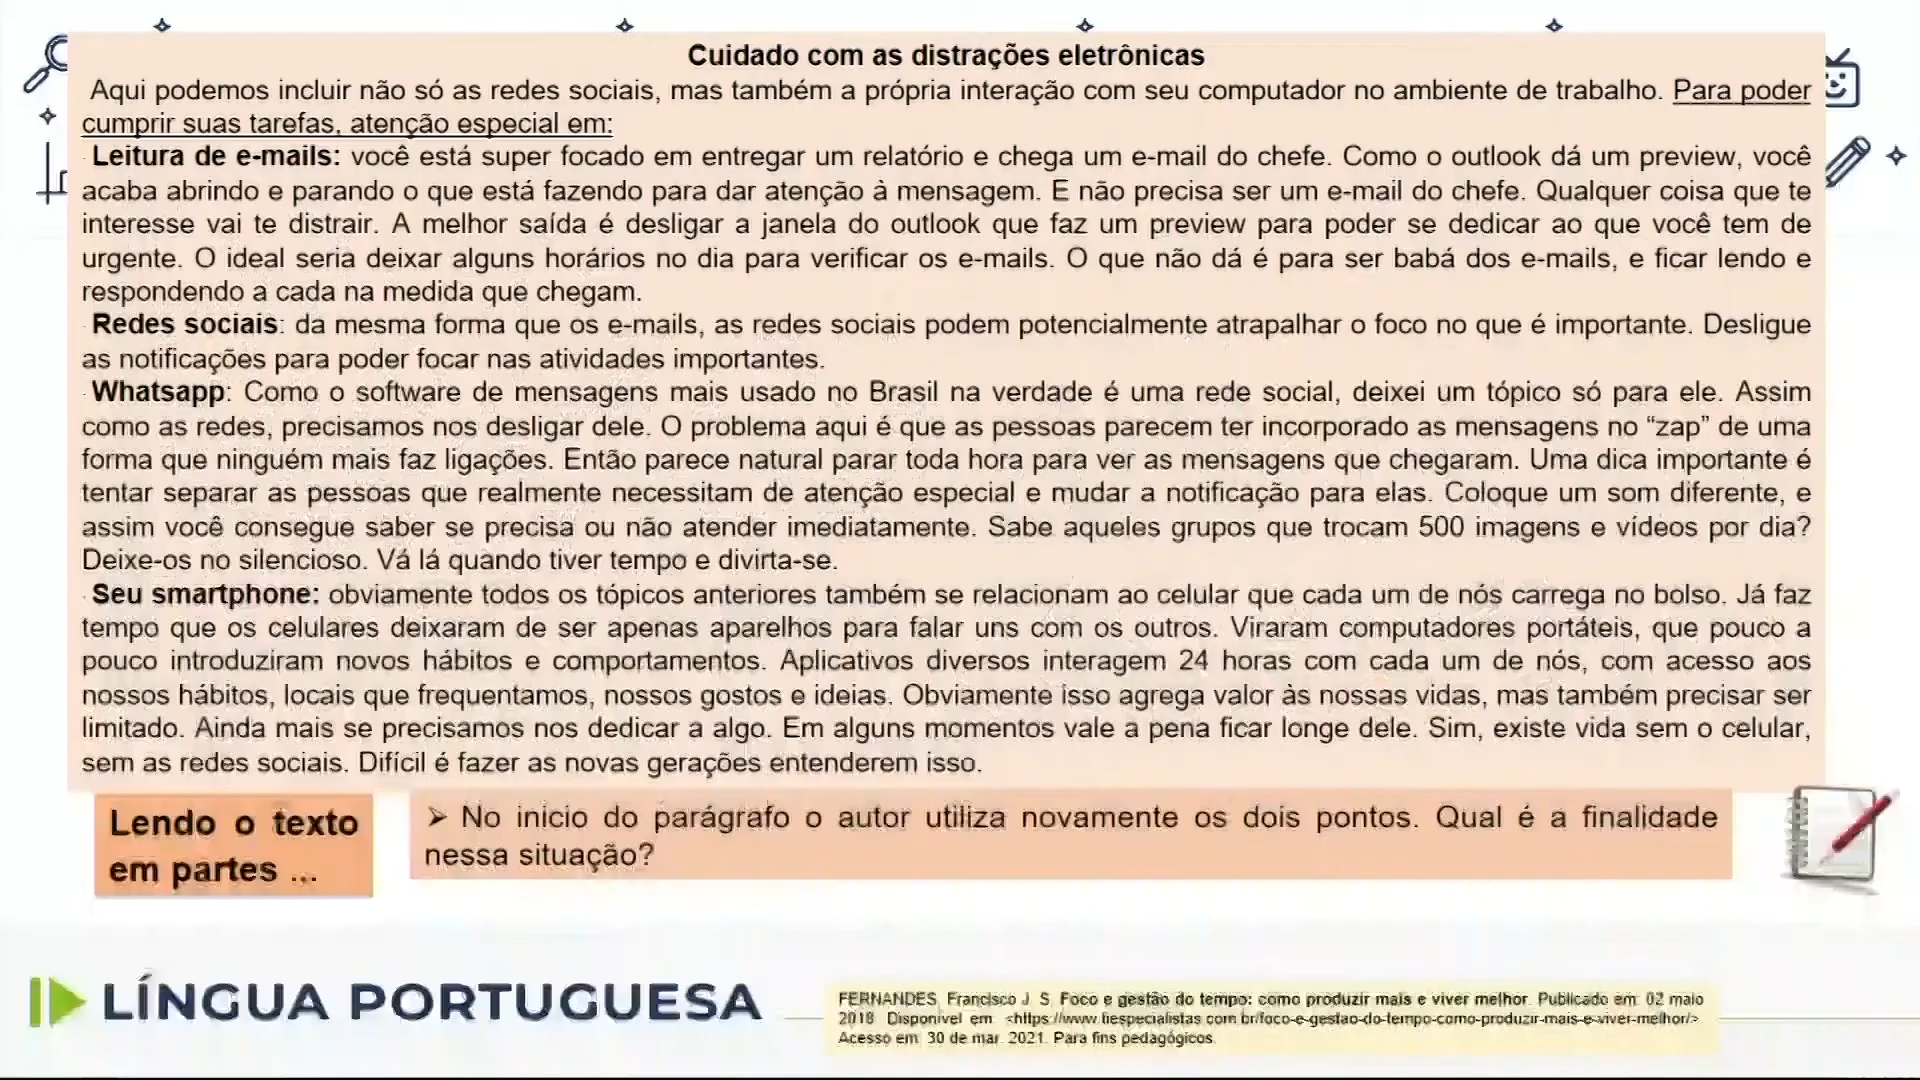 Cuidado com as distrações eletrônicas
Aqui podemos incluir não só as redes sociais, mas também a própria interação com seu computador no ambiente de trabalho. Para poder
cumprir suas tarefas, atenção especial em:
Leitura de e-mails: você está super focado em entregar um relatório e chega um e-mail do chefe. Como o outlook dá um preview, você
acaba abrindo e parando o que está fazendo para dar atenção à mensagem. E não precisa ser um e-mail do chefe. Qualquer coisa que te
interesse vai te distrair. A melhor saída é desligar a janela do outlook que faz um preview para poder se dedicar ao que você tem de
urgente. O ideal seria deixar alguns horários no dia para verificar os e-mails. O que não dá é para ser babá dos e-mails, e ficar lendo e
respondendo a cada na medida que chegam.
Redes sociais: da mesma forma que os e-mails, as redes sociais podem potencialmente atrapalhar o foco no que é importante. Desligue
as notificações para poder focar nas atividades importantes.
Whatsapp: Como o software de mensagens mais usado no Brasil na verdade é uma rede social, deixei um tópico só para ele. Assim
como as redes, precisamos nos desligar dele. O problema aqui é que as pessoas parecem ter incorporado as mensagens no “zap” de uma
forma que ninguém mais faz ligações. Então parece natural parar toda hora para ver as mensagens que chegaram. Uma dica importante é
tentar separar as pessoas que realmente necessitam de atenção especial e mudar a notificação para elas. Coloque um som diferente, e
assim você consegue saber se precisa ou não atender imediatamente. Sabe aqueles grupos que trocam 500 imagens e vídeos por dia?
Deixe-os no silencioso. Vá lá quando tiver tempo e divirta-se.
Seu smartphone: obviamente todos os tópicos anteriores também se relacionam ao celular que cada um de nós carrega no bolso. Já faz
tempo que os celulares deixaram de ser apenas aparelhos para falar uns com os outros. Viraram computadores portáteis, que pouco a
pouco introduziram novos hábitos e comportamentos. Aplicativos diversos interagem 24 horas com cada um de nós, com acesso aos
nossos hábitos, locais que frequentamos, nossos gostos e ideias. Obviamente isso agrega valor às nossas vidas, mas também precisar ser
limitado. Ainda mais se precisamos nos dedicar a algo. Em alguns momentos vale a pena ficar longe dele. Sim, existe vida sem o celular,
sem as redes sociais. Difícil é fazer as novas gerações entenderem isso.
Lendo o texto
em partes ...
➢ No início do parágrafo o autor utiliza novamente os dois pontos. Qual é a finalidade
nessa situação?
LÍNGUA PORTUGUESA
FERNANDES, Francisco J. S. Foco e gestão do tempo: como produzir mais e viver melhor. Publicado em: 02 maio
2018. Disponível em: <https://www.tiespecialistas.com.br/foco-e-gestao-do-tempo-como-produzir-mais-e-viver-melhor/>
Acesso em: 30 de mar. 2021. Para fins pedagógicos.